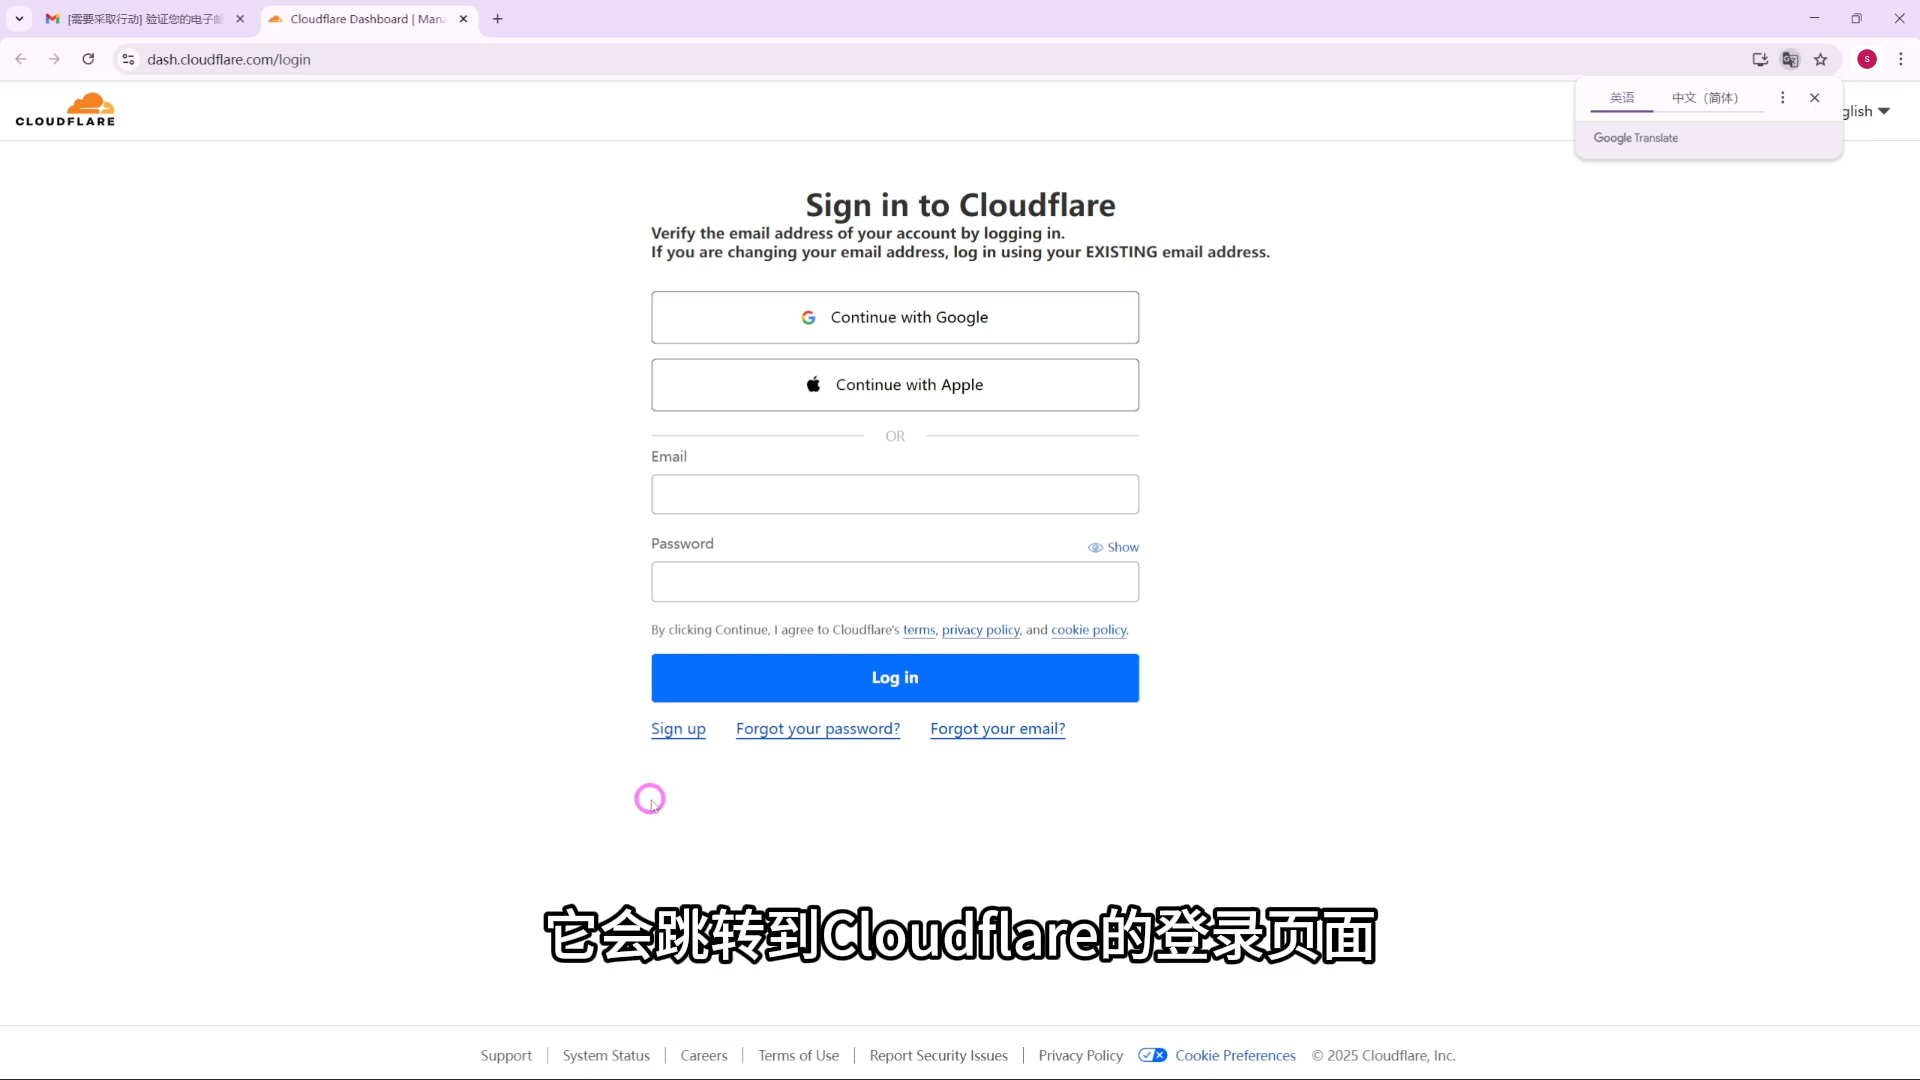 [需要采取行动] 验证您的电子邮
Cloudflare Dashboard | Mana
dash.cloudflare.com/login
S
CLOUDFLARE
英语
中文（简体）
glish
Google Translate
Sign in to Cloudflare
Verify the email address of your account by logging in.
If you are changing your email address, log in using your EXISTING email address.
Continue with Google
Continue with Apple
OR
Email
Password
Show
By clicking Continue, I agree to Cloudflare's terms, privacy policy, and cookie policy.
Log in
Sign up Forgot your password? Forgot your email?
它会跳转到Cloudflare的登录页面
Support | System Status | Careers | Terms of Use | Report Security Issues | Privacy Policy Cookie Preferences © 2025 Cloudflare, Inc.